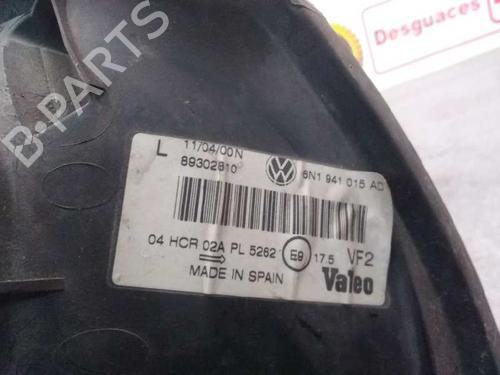 B-PARTS
Desguaces
L 11/04/00 N
89302810
6N1 941 015 AD
04 HCR 02A PL 5262 E9 17.5 VF2
MADE IN SPAIN
Valeo